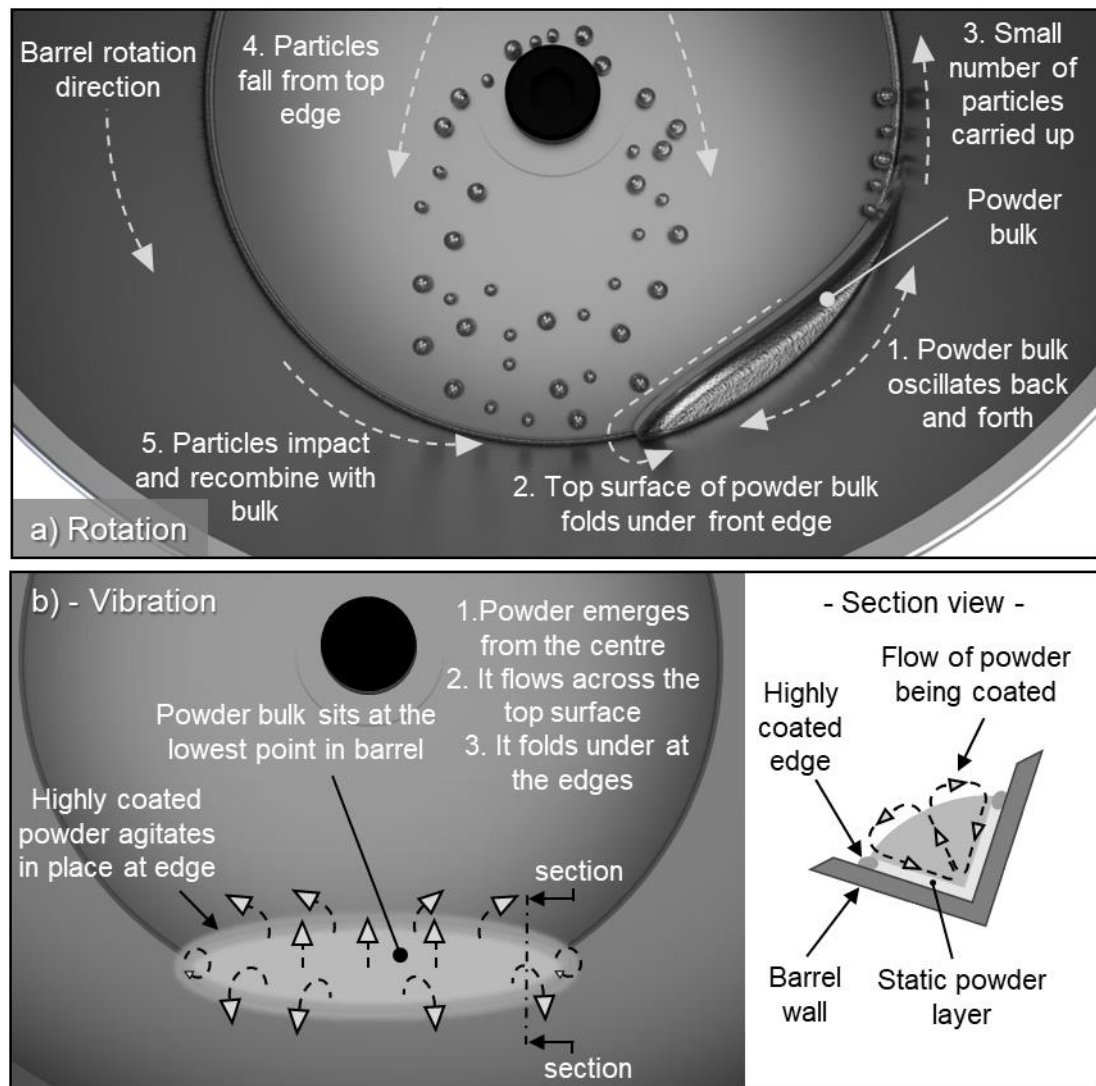 Barrel rotation
direction
4. Particles
fall from top
edge
3. Small
number of
particles
carried up
Powder
bulk
1. Powder bulk
oscillates back
and forth
5. Particles impact
and recombine with
bulk
2. Top surface of powder bulk
folds under front edge
a) Rotation
b) - Vibration
1.Powder emerges
from the centre
2. It flows across the
top surface
3. It folds under at
the edges
Powder bulk sits at the
lowest point in barrel
Highly coated
powder agitates
in place at edge
section
section
- Section view -
Flow of powder
being coated
Highly
coated
edge
Barrel
wall
Static powder
layer